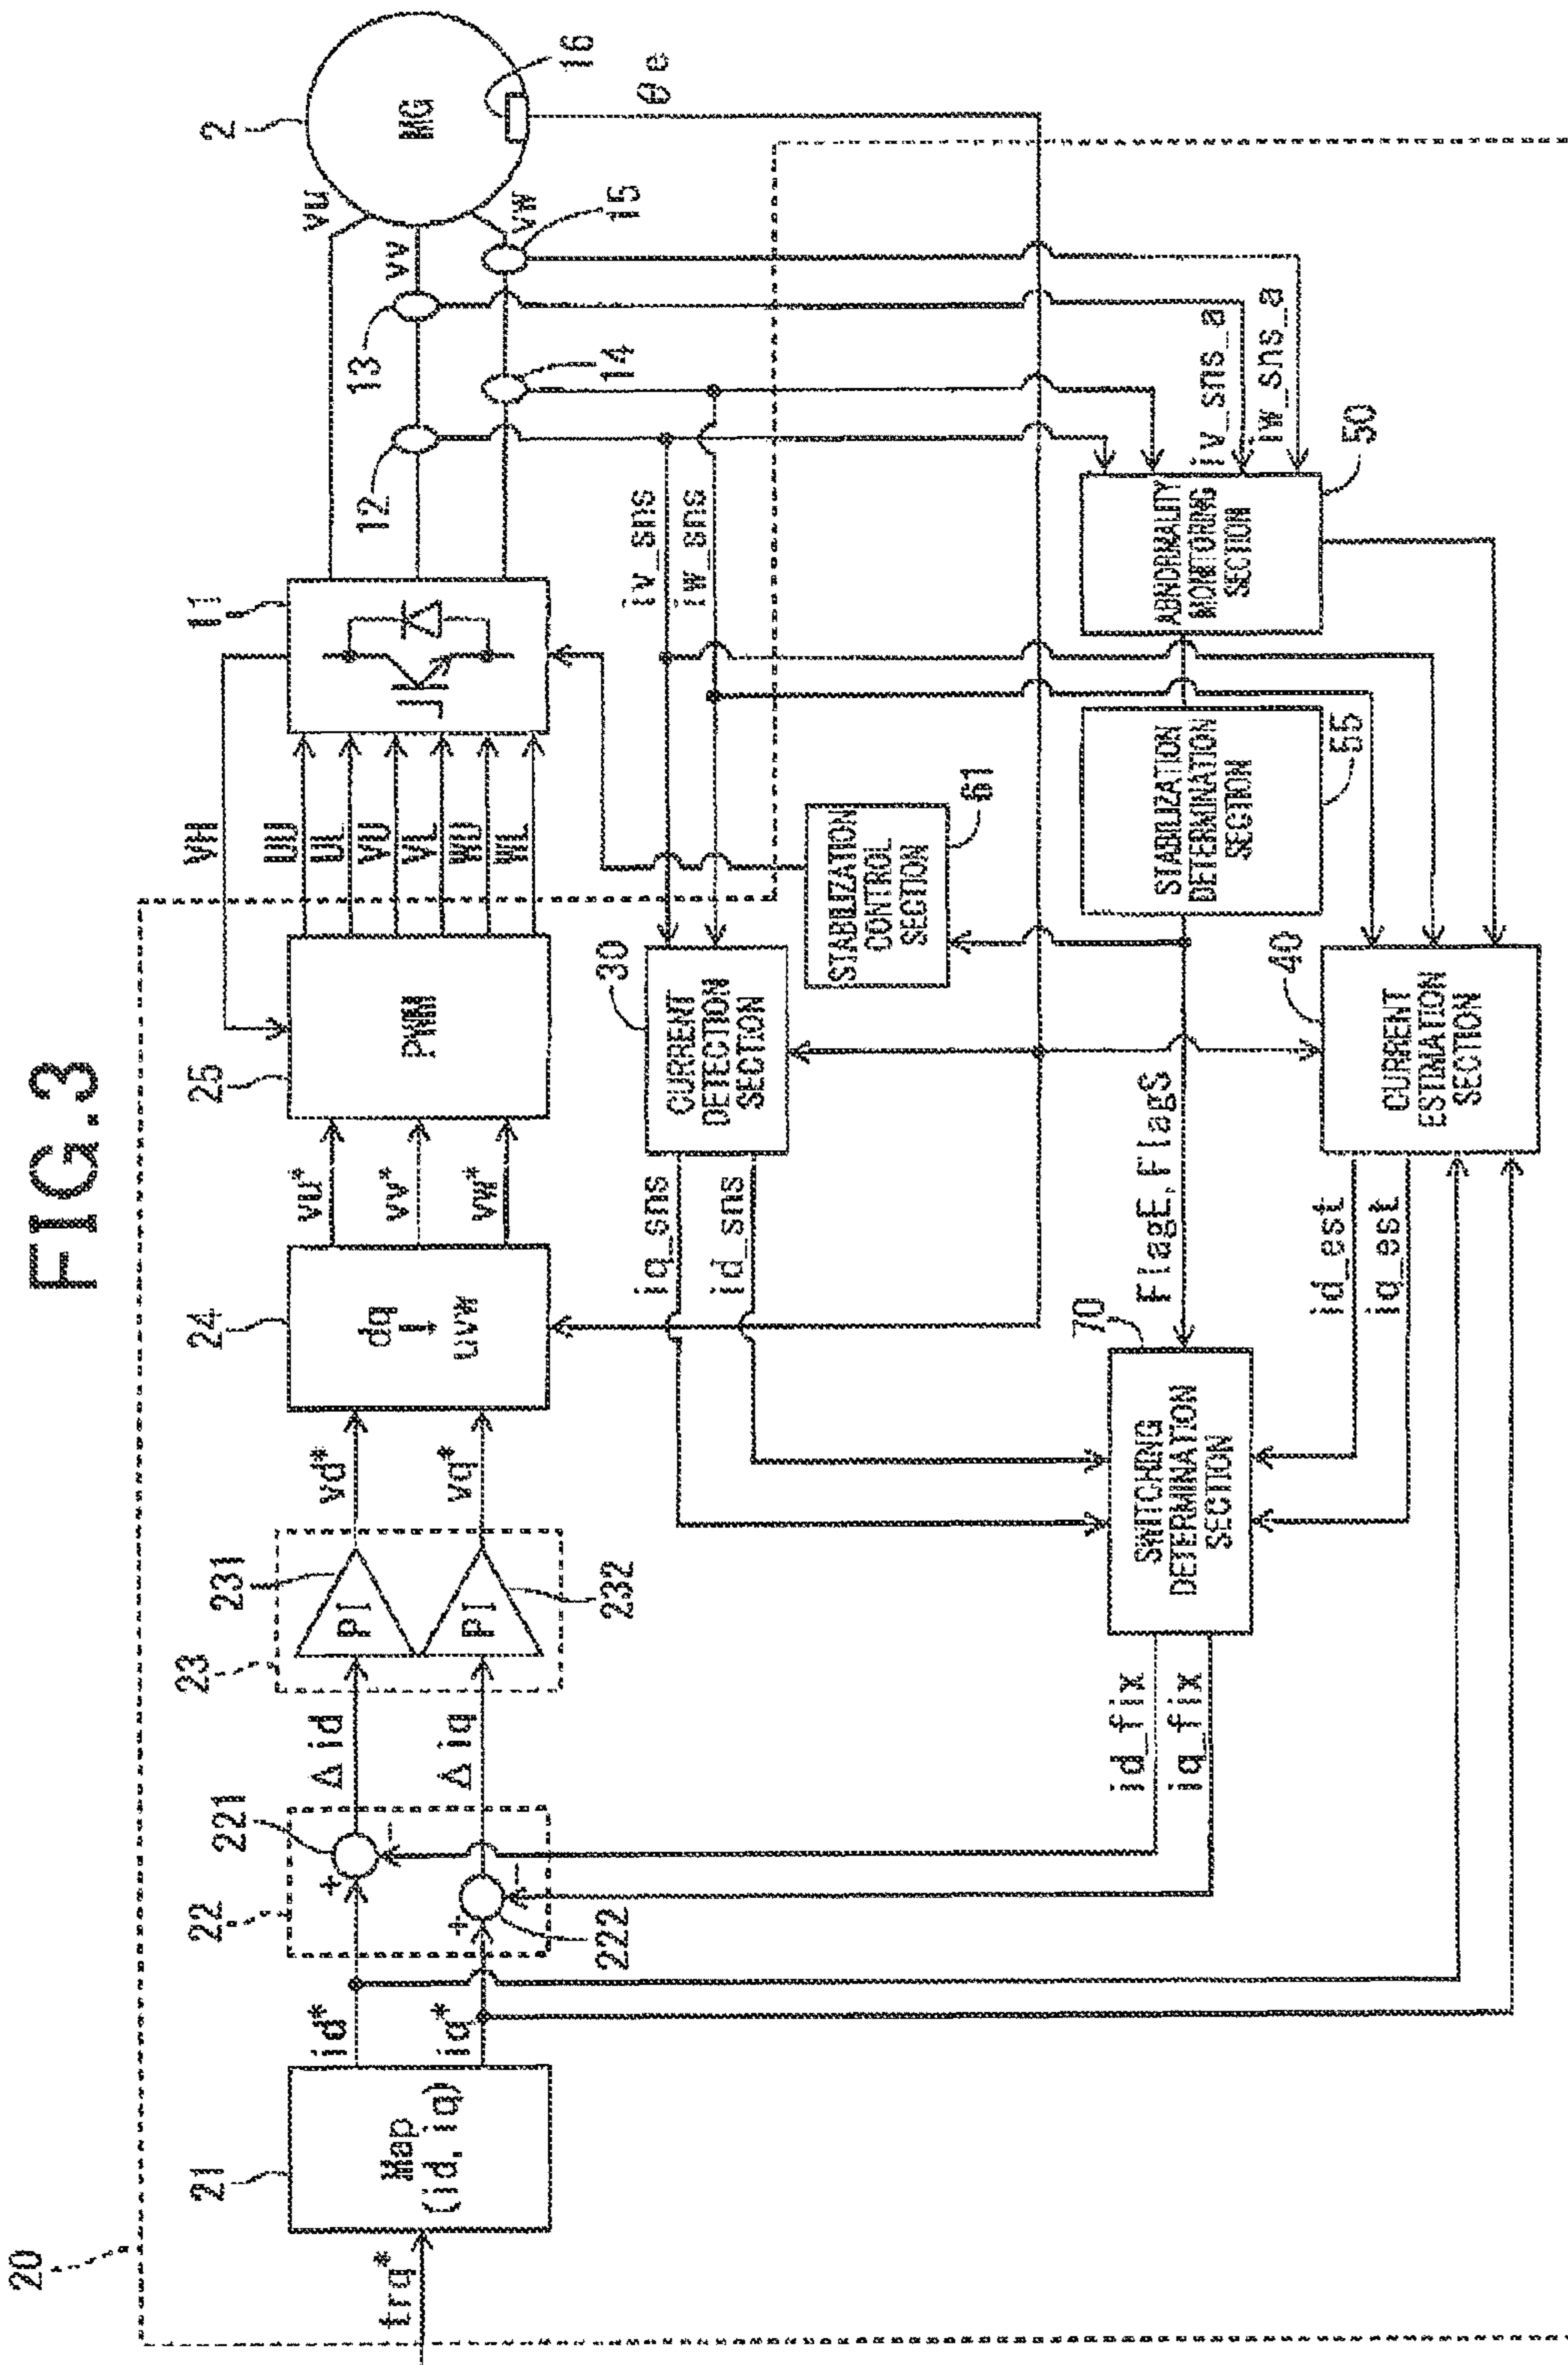 FIG.3
20
trq*
21
Map
(id, iq)
id*
iq*
22
221
222
+
−
+
−
Δid
Δiq
23
231
232
PI
PI
vd*
vq*
24
dq
↓
uvw
vu*
vv*
vw*
25
PWM
VH
UU
UL
VU
VL
WU
WL
11
12
13
14
15
vu
vv
vw
2
MG
16
θe
iv_sns
iw_sns
30
CURRENT
DETECTION
SECTION
iq_sns
id_sns
STABILIZATION
CONTROL
SECTION
61
iv_sns_a
iw_sns_a
ABNORMALITY
MONITORING
SECTION
50
STABILIZATION
DETERMINATION
SECTION
55
FlagE, FlagS
70
SWITCHING
DETERMINATION
SECTION
id_fix
iq_fix
40
CURRENT
ESTIMATION
SECTION
id_est
iq_est